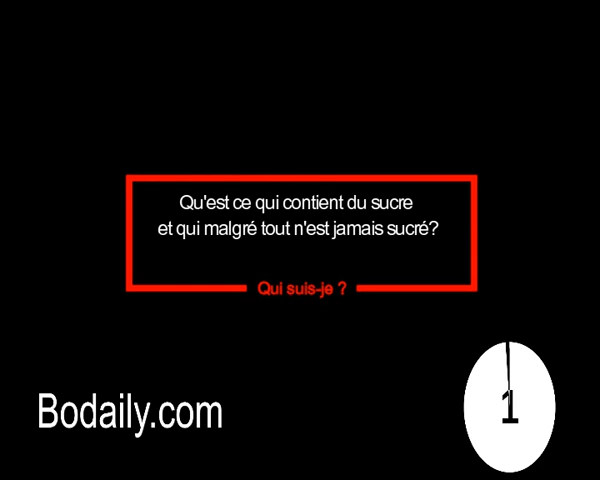 Qu'est ce qui contient du sucre
et qui malgré tout n'est jamais sucré?
Qui suis-je ?
Bodaily.com
1